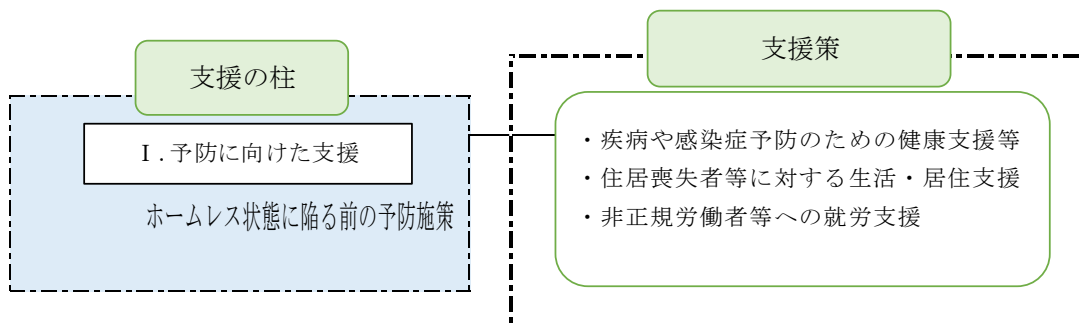 支援の柱
Ⅰ.予防に向けた支援
ホームレス状態に陥る前の予防施策
支援策
・疾病や感染症予防のための健康支援等
・住居喪失者等に対する生活・居住支援
・非正規労働者等への就労支援